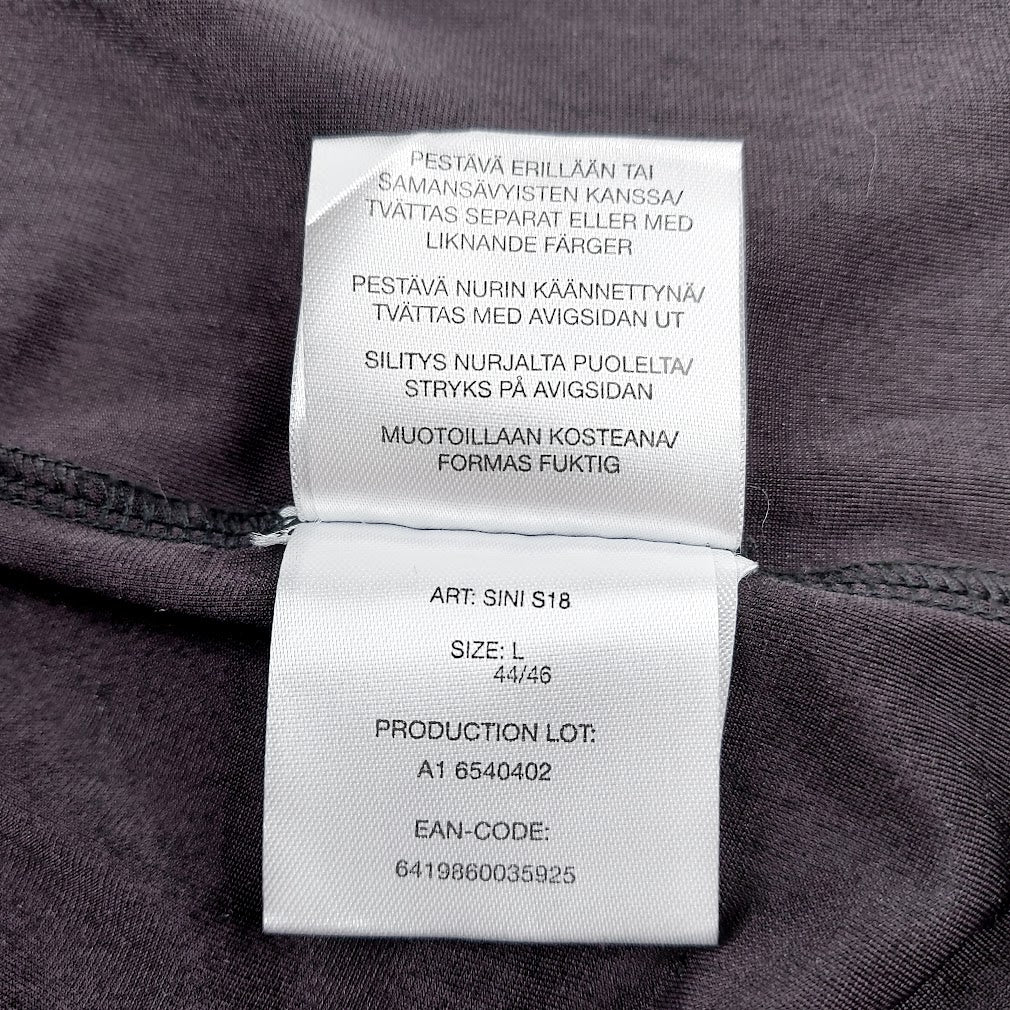 PESTÄVÄ ERILLÄÄN TAI
SAMANSÄVYISTEN KANSSA/
TVÄTTAS SEPARAT ELLER MED
LIKNANDE FÄRGER
PESTÄVÄ NURIN KÄÄNNETTYNÄ/
TVÄTTAS MED AVIGSIDAN UT
SILITYS NURJALTA PUOLELTA/
STRYKS PÅ AVIGSIDAN
MUOTOILLAAN KOSTEANA/
FORMAS FUKTIG
ART: SINI S18
SIZE: L
44/46
PRODUCTION LOT:
A1 6540402
EAN-CODE:
6419860035925